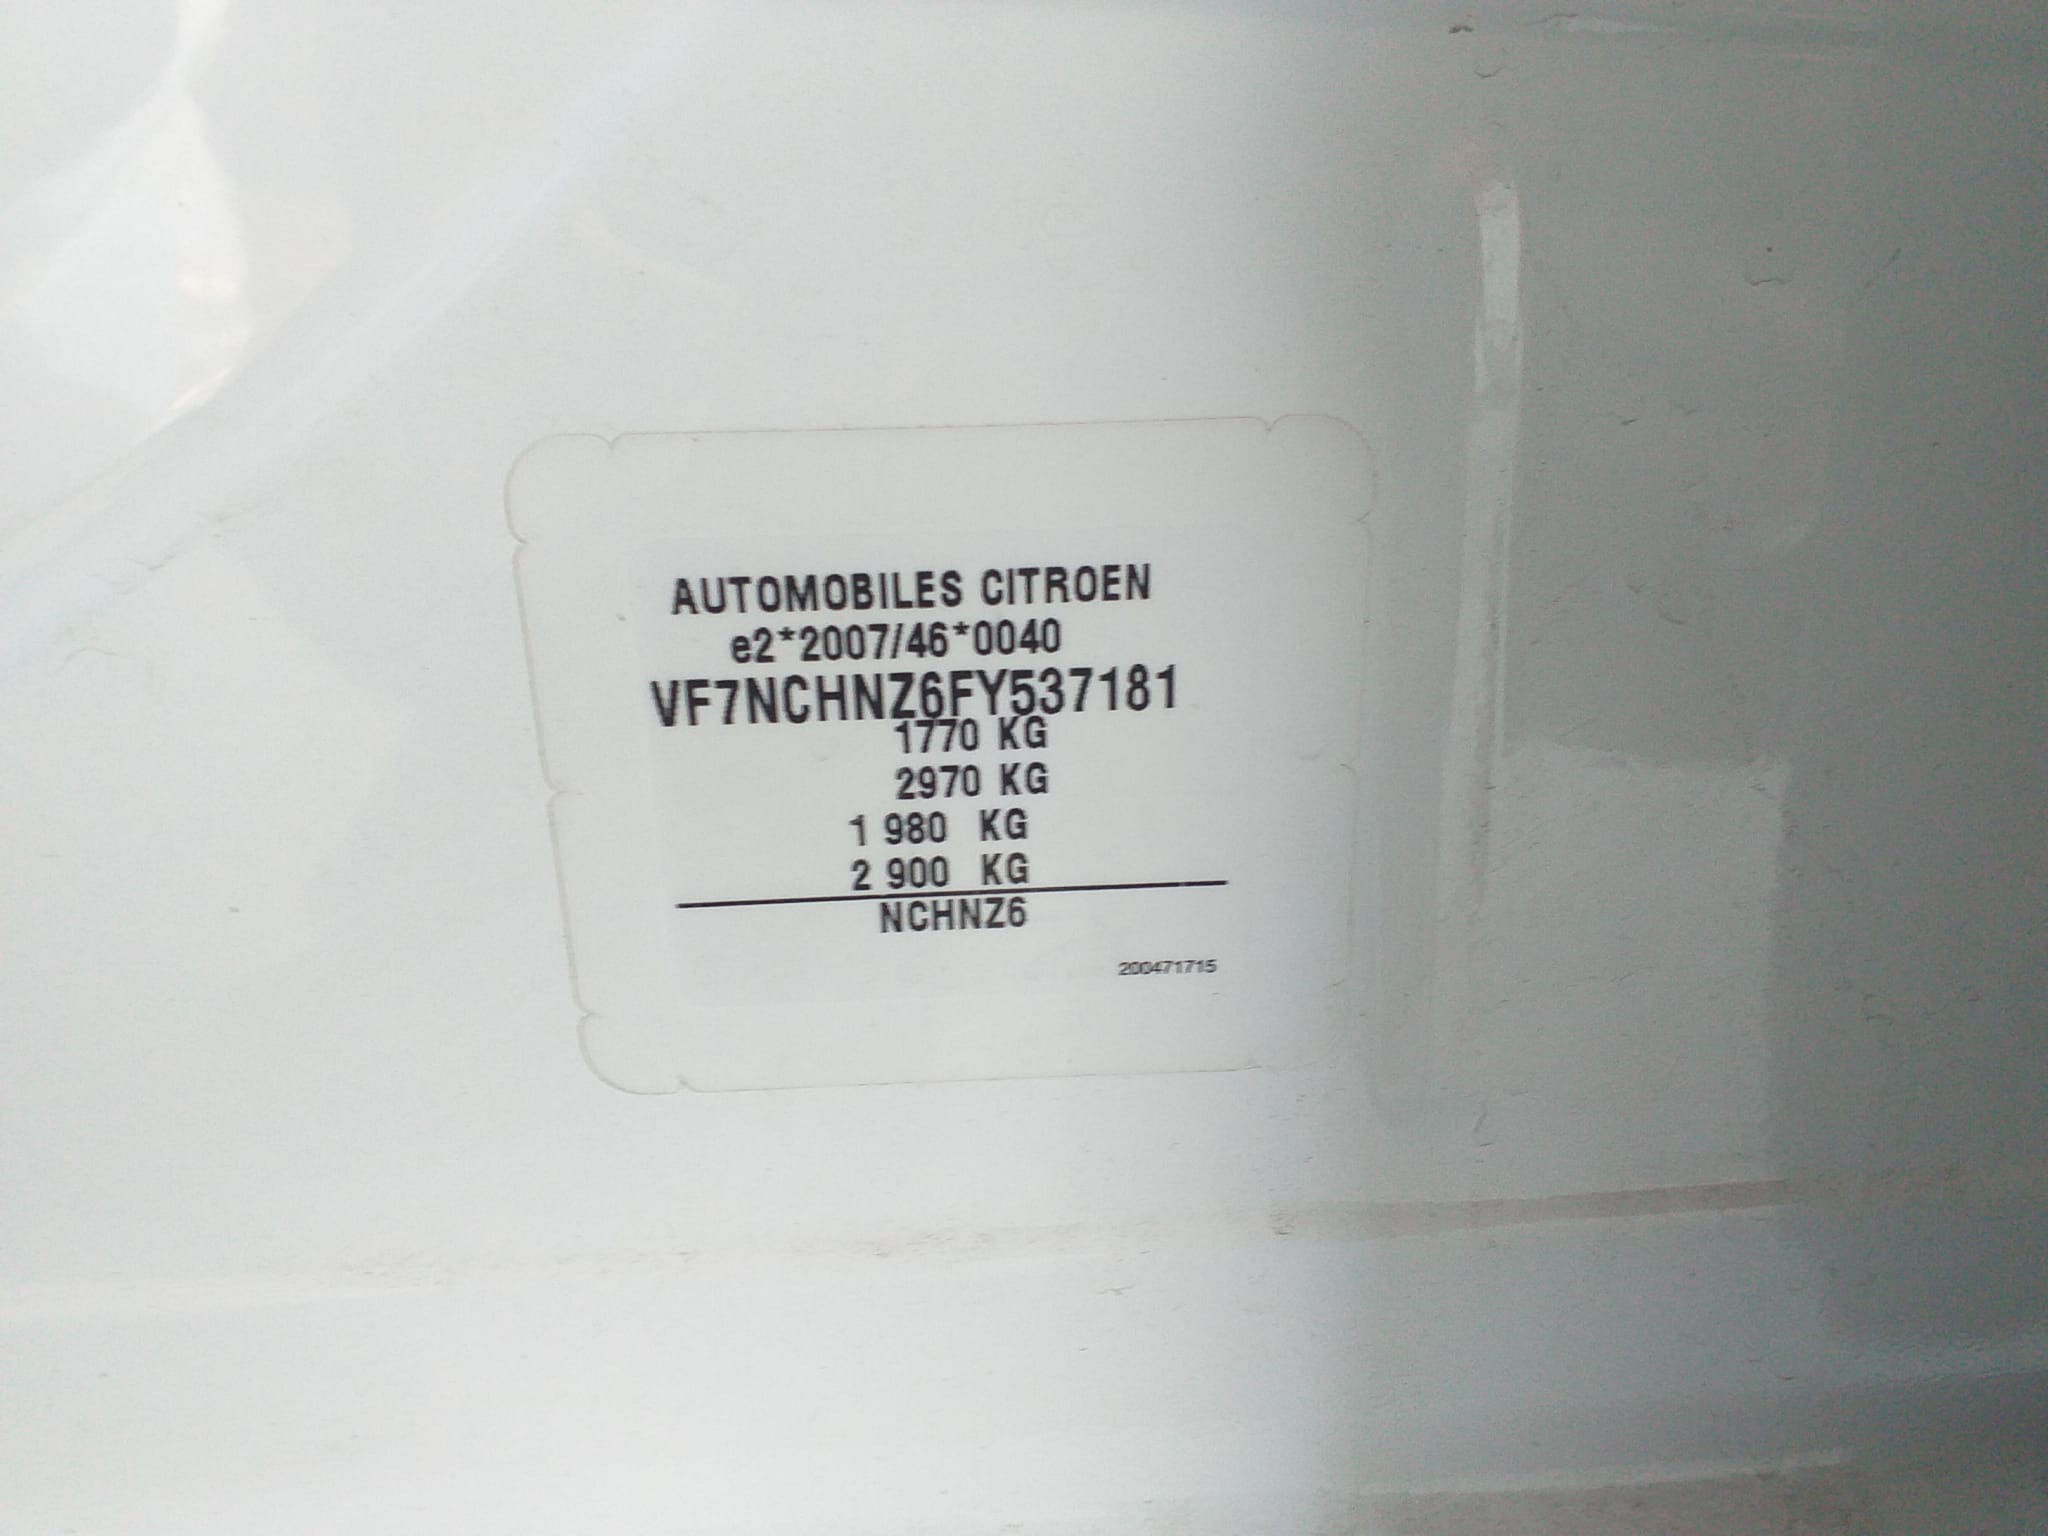 AUTOMOBILES CITROEN
e2*2007/46*0040
VF7NCHNZ6FY537181
1770 KG
2970 KG
1 980 KG
2 900 KG
NCHNZ6
200471715